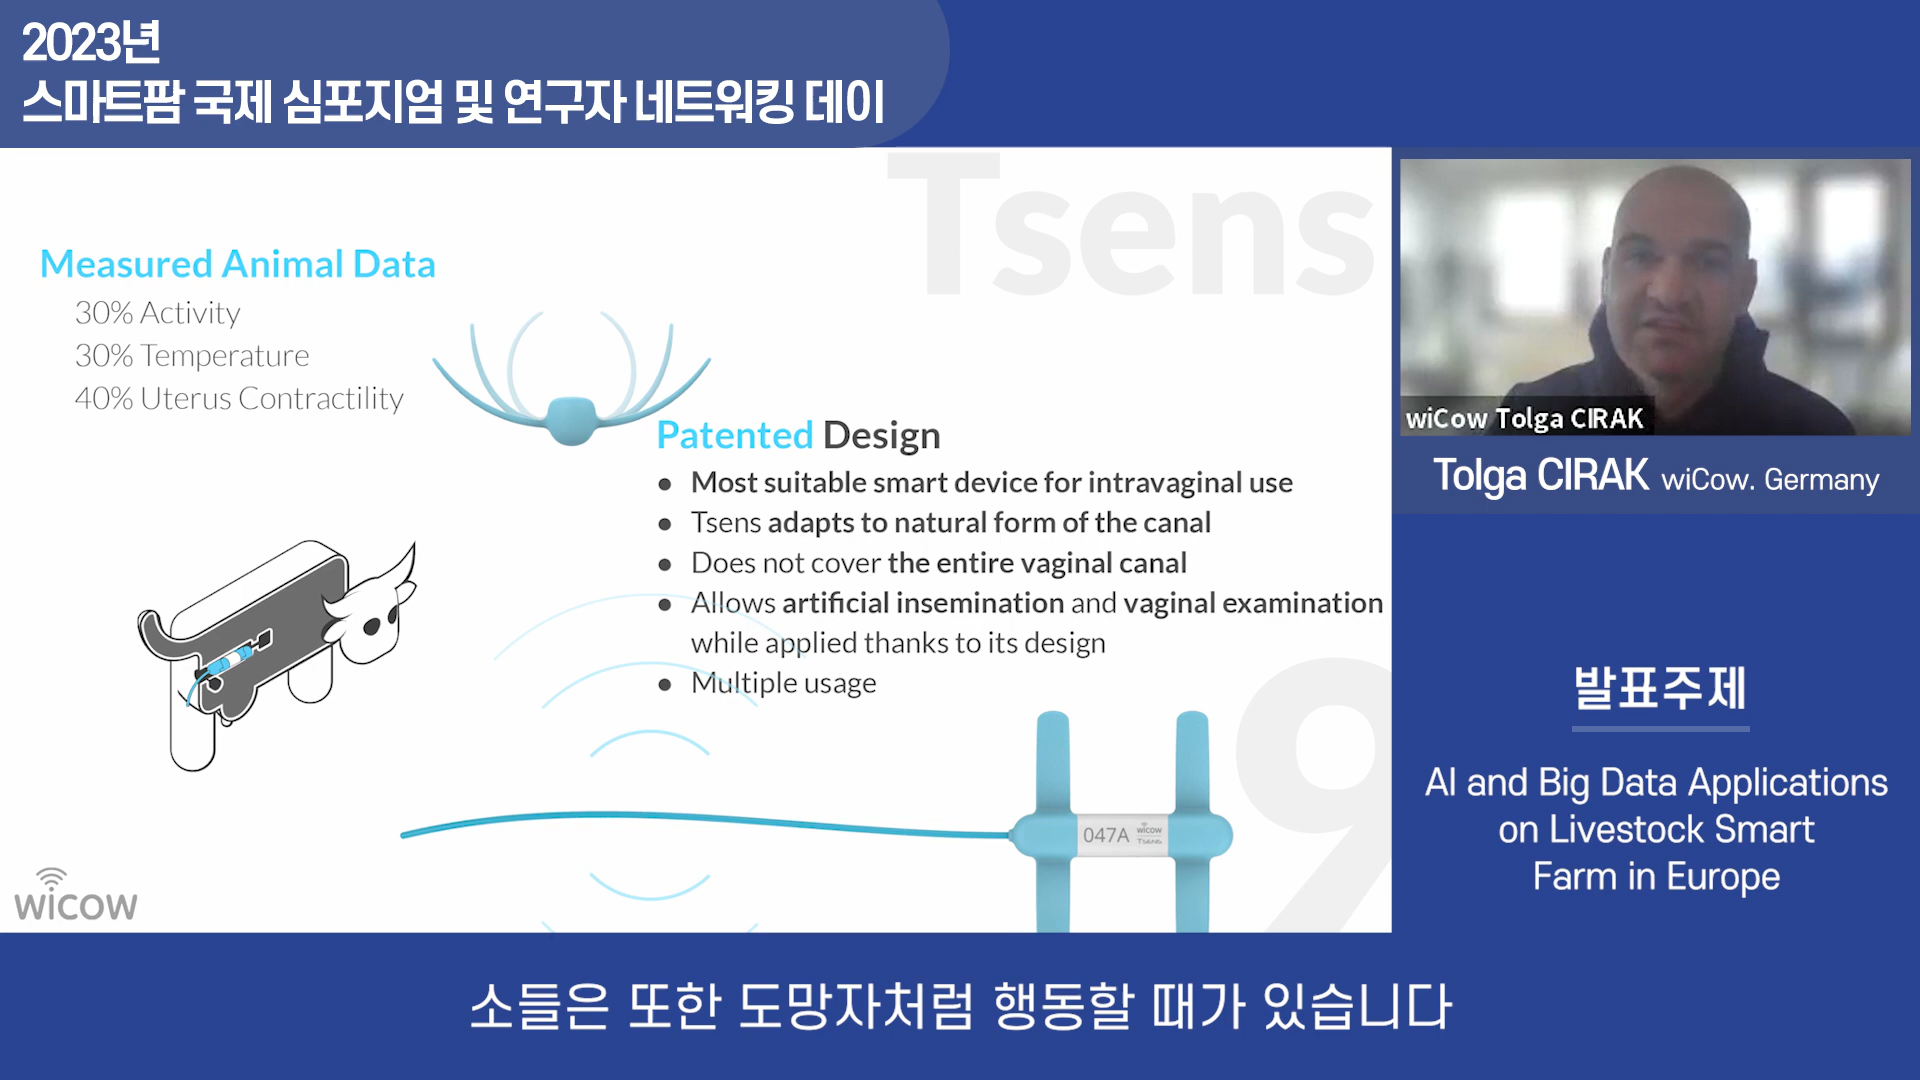 2023년
스마트팜 국제 심포지엄 및 연구자 네트워킹 데이
Tsens
Measured Animal Data
30% Activity
30% Temperature
40% Uterus Contractility
Patented Design
● Most suitable smart device for intravaginal use
● Tsens adapts to natural form of the canal
● Does not cover the entire vaginal canal
● Allows artificial insemination and vaginal examination
while applied thanks to its design
● Multiple usage
047A
wicow
Tsens
9
wicow
wiCow Tolga CIRAK
Tolga CIRAK wiCow. Germany
발표주제
AI and Big Data Applications
on Livestock Smart
Farm in Europe
소들은 또한 도망자처럼 행동할 때가 있습니다